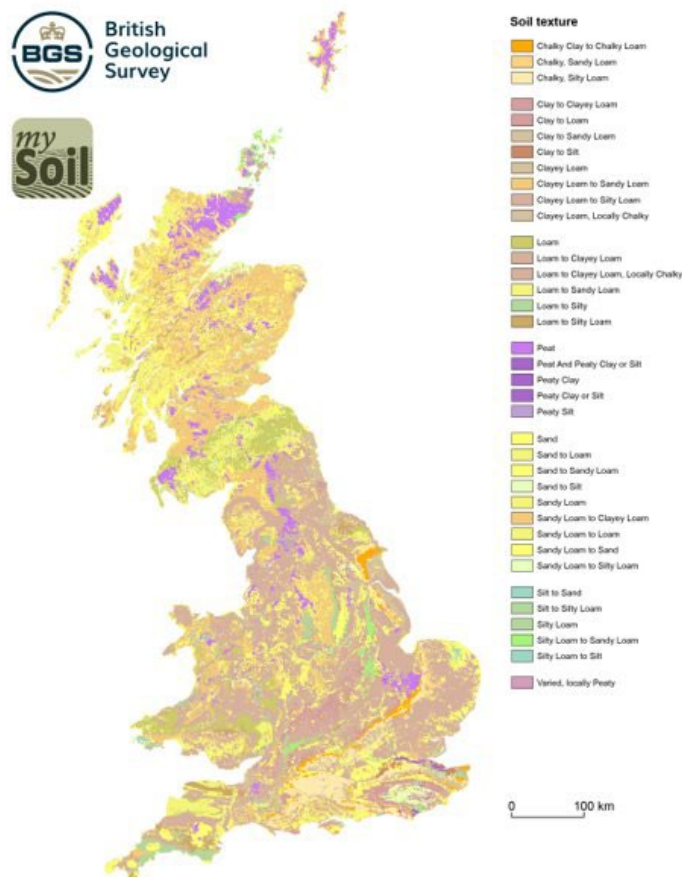 BGS
British
Geological
Survey
my
Soil
Soil texture
Chalky Clay to Chalky Loam
Chalky, Sandy Loam
Chalky, Silty Loam
Clay to Clayey Loam
Clay to Loam
Clay to Sandy Loam
Clay to Silt
Clayey Loam
Clayey Loam to Sandy Loam
Clayey Loam to Silty Loam
Clayey Loam, Locally Chalky
Loam
Loam to Clayey Loam
Loam to Clayey Loam, Locally Chalky
Loam to Sandy Loam
Loam to Silty
Loam to Silty Loam
Peat
Peat And Peaty Clay or Silt
Peaty Clay
Peaty Clay or Silt
Peaty Silt
Sand
Sand to Loam
Sand to Sandy Loam
Sand to Silt
Sandy Loam
Sandy Loam to Clayey Loam
Sandy Loam to Loam
Sandy Loam to Sand
Sandy Loam to Silty Loam
Silt to Sand
Silt to Silty Loam
Silty Loam
Silty Loam to Sandy Loam
Silty Loam to Silt
Varied, locally Peaty
0 100 km